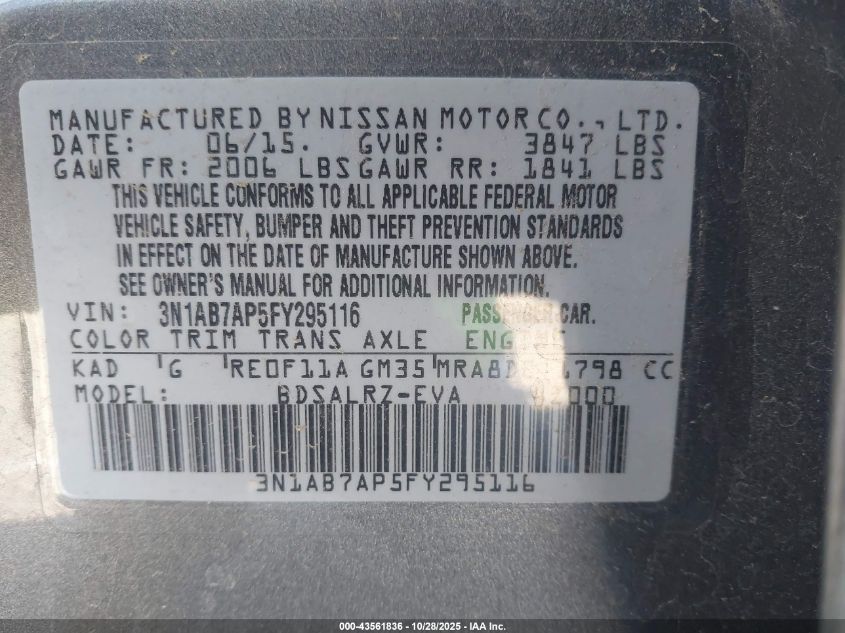 MANUFACTURED BY NISSAN MOTOR CO., LTD.
DATE: 06/15. GVWR: 3847 LBS
GAWR FR: 2006 LBS GAWR RR: 1841 LBS
THIS VEHICLE CONFORMS TO ALL APPLICABLE FEDERAL MOTOR
VEHICLE SAFETY, BUMPER AND THEFT PREVENTION STANDARDS
IN EFFECT ON THE DATE OF MANUFACTURE SHOWN ABOVE.
SEE OWNER'S MANUAL FOR ADDITIONAL INFORMATION.
VIN: 3N1AB7AP5FY295116 PASSENGER CAR.
COLOR TRIM TRANS AXLE ENGINE
KAD G RE0F11A GM35 CC
MODEL: BDSALRZ-EVA
3N1AB7AP5FY295116
000-43561836 - 10/28/2025 - IAA Inc.